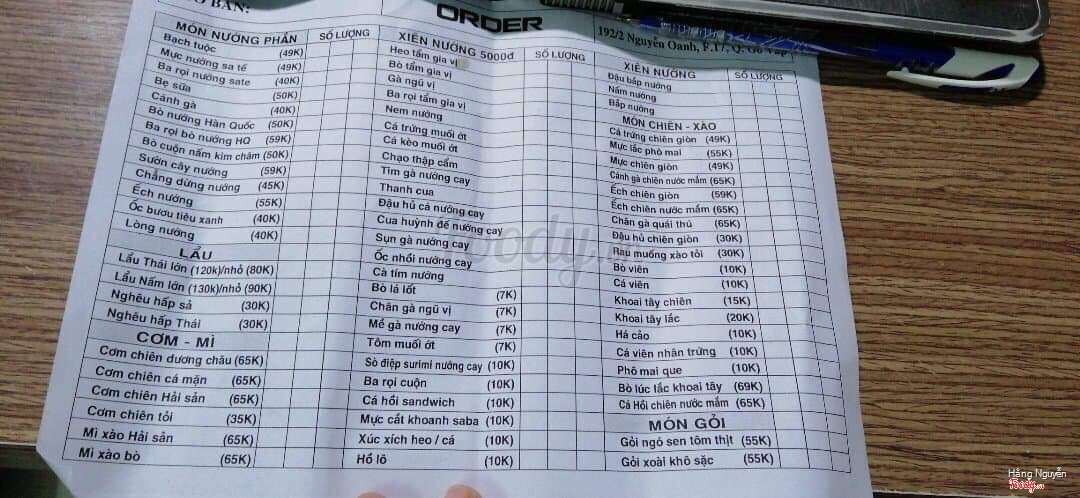 BÀN:
ORDER
192/2 Nguyễn Oanh, F.17, Q. Gò Vấp
MÓN NƯỚNG PHẦN SỐ LƯỢNG
Bạch tuộc (49K)
Mực nướng sa tế (49K)
Ba rọi nướng sate (40K)
Bẹ sữa (50K)
Cánh gà (40K)
Bò nướng Hàn Quốc (50K)
Ba rọi bò nướng HQ (59K)
Bò cuộn nấm kim châm (50K)
Sườn cây nướng (59K)
Chẳng dừng nướng (45K)
Ếch nướng (55K)
Ốc bươu tiêu xanh (40K)
Lòng nướng (40K)
LẨU
Lẩu Thái lớn (120k)/nhỏ (80K)
Lẩu Nấm lớn (130k)/nhỏ (90K)
Nghêu hấp sả (30K)
Nghêu hấp Thái (30K)
CƠM - MÌ
Cơm chiên dương châu (65K)
Cơm chiên cá mặn (65K)
Cơm chiên Hải sản (65K)
Cơm chiên tỏi (35K)
Mì xào Hải sản (65K)
Mì xào bò (65K)
XIÊN NƯỚNG 5000đ SỐ LƯỢNG
Heo tẩm gia vị
Bò tẩm gia vị
Gà ngũ vị
Ba rọi tẩm gia vị
Nem nướng
Cá trứng muối ớt
Cá kèo muối ớt
Chạo thập cẩm
Tim gà nướng cay
Thanh cua
Đậu hủ cá nướng cay
Cua huỳnh đế nướng cay
Sụn gà nướng cay
Ốc nhồi nướng cay
Cà tím nướng
Bò lá lốt (7K)
Chân gà ngũ vị (7K)
Mề gà nướng cay (7K)
Tôm muối ớt (7K)
Sò điệp surimi nướng cay (10K)
Ba rọi cuộn (10K)
Cá hồi sandwich (10K)
Mực cắt khoanh saba (10K)
Xúc xích heo / cá (10K)
Hồ lô (10K)
XIÊN NƯỚNG SỐ LƯỢNG
Đậu bắp nướng
Nấm nướng
Bắp nướng
MÓN CHIÊN - XÀO
Cá trứng chiên giòn (49K)
Mực lắc phô mai (55K)
Mực chiên giòn (49K)
Cánh gà chiên nước mắm (65K)
Ếch chiên giòn (59K)
Ếch chiên nước mắm (65K)
Chân gà quái thú (65K)
Đậu hủ chiên giòn (30K)
Rau muống xào tỏi (30K)
Bò viên (10K)
Cá viên (10K)
Khoai tây chiên (15K)
Khoai tây lắc (20K)
Há cảo (10K)
Cá viên nhân trứng (10K)
Phô mai que (10K)
Bò lúc lắc khoai tây (69K)
Cá Hồi chiên nước mắm (65K)
MÓN GỎI
Gỏi ngó sen tôm thịt (55K)
Gỏi xoài khô sặc (55K)
Foody.vn
Hằng Nguyễn
Foody.vn